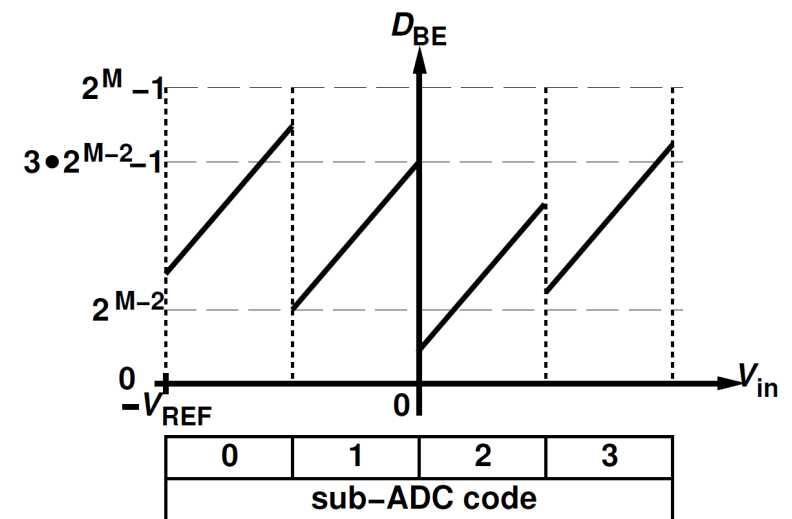 D_BE
2^M −1
3•2^M−2−1
2^M−2
0
−V_REF
0
V_in
0 1 2 3
sub−ADC code